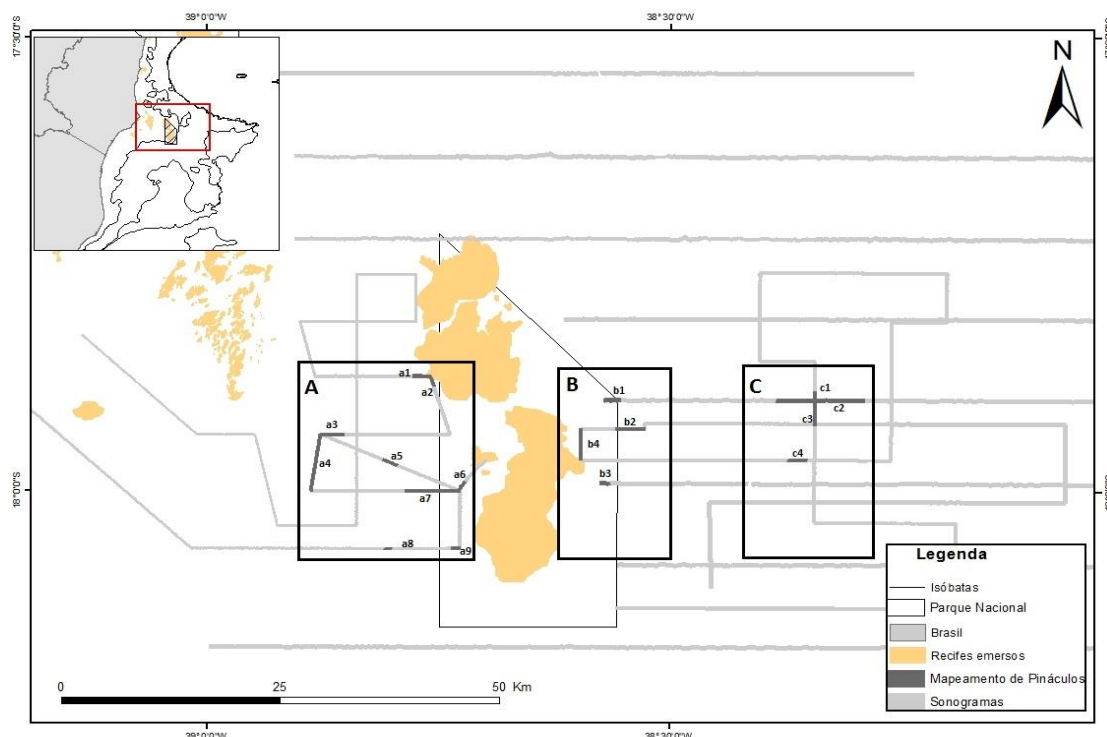 39°0'0"W
38°30'0"W
17°30'0"S
N
A
a1
a2
a3
a4
a5
a6
a7
a8
a9
B
b1
b2
b4
b3
C
c1
c2
c3
c4
18°0'0"S
Legenda
Isóbatas
Parque Nacional
Brasil
Recifes emersos
Mapeamento de Pináculos
Sonogramas
0 25 50 Km
39°0'0"W
38°30'0"W